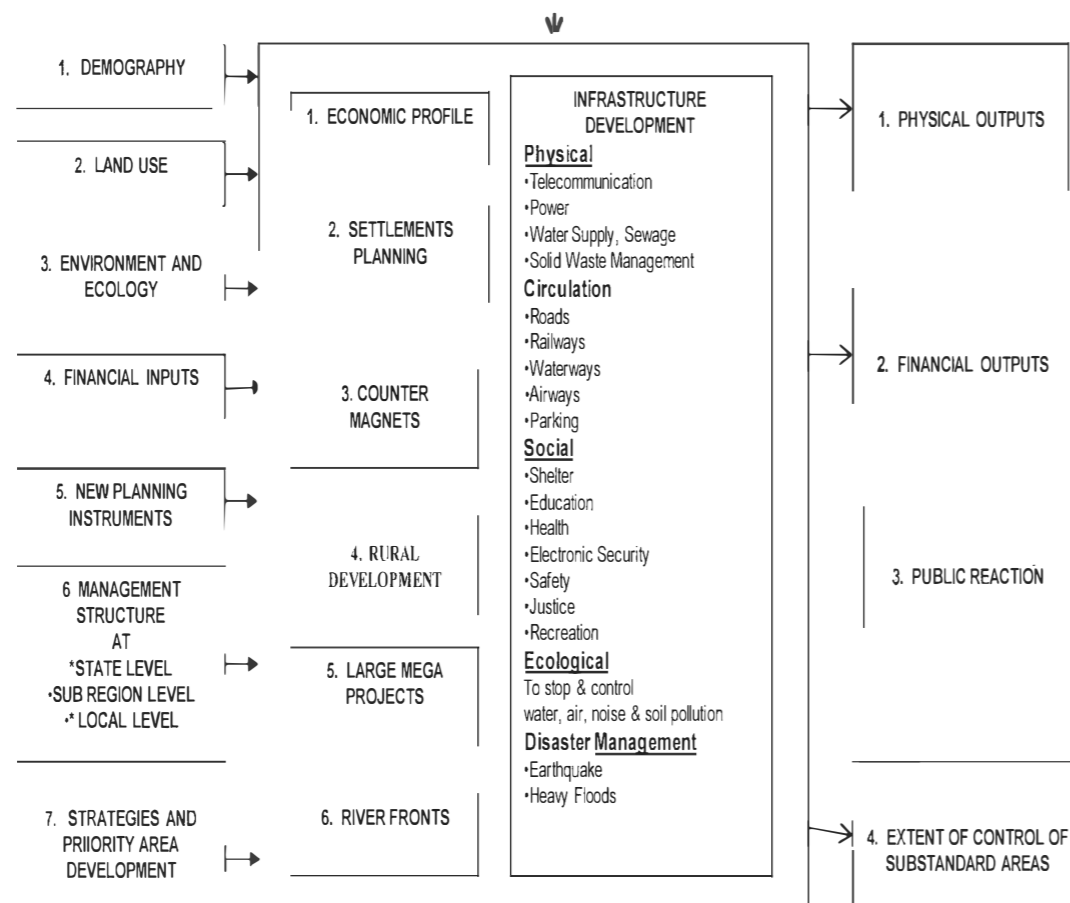 1. DEMOGRAPHY
2. LAND USE
3. ENVIRONMENT AND
ECOLOGY
4. FINANCIAL INPUTS
5. NEW PLANNING
INSTRUMENTS
6 MANAGEMENT
STRUCTURE
AT
*STATE LEVEL
•SUB REGION LEVEL
•* LOCAL LEVEL
7. STRATEGIES AND
PRIIORITY AREA
DEVELOPMENT
1. ECONOMIC PROFILE
2. SETTLEMENTS
PLANNING
3. COUNTER
MAGNETS
4. RURAL
DEVELOPMENT
5. LARGE MEGA
PROJECTS
6. RIVER FRONTS
INFRASTRUCTURE
DEVELOPMENT
Physical
•Telecommunication
•Power
•Water Supply, Sewage
•Solid Waste Management
Circulation
•Roads
•Railways
•Waterways
•Airways
•Parking
Social
•Shelter
•Education
•Health
•Electronic Security
•Safety
•Justice
•Recreation
Ecological
To stop & control
water, air, noise & soil pollution
Disaster Management
•Earthquake
•Heavy Floods
1. PHYSICAL OUTPUTS
2. FINANCIAL OUTPUTS
3. PUBLIC REACTION
4. EXTENT OF CONTROL OF
SUBSTANDARD AREAS